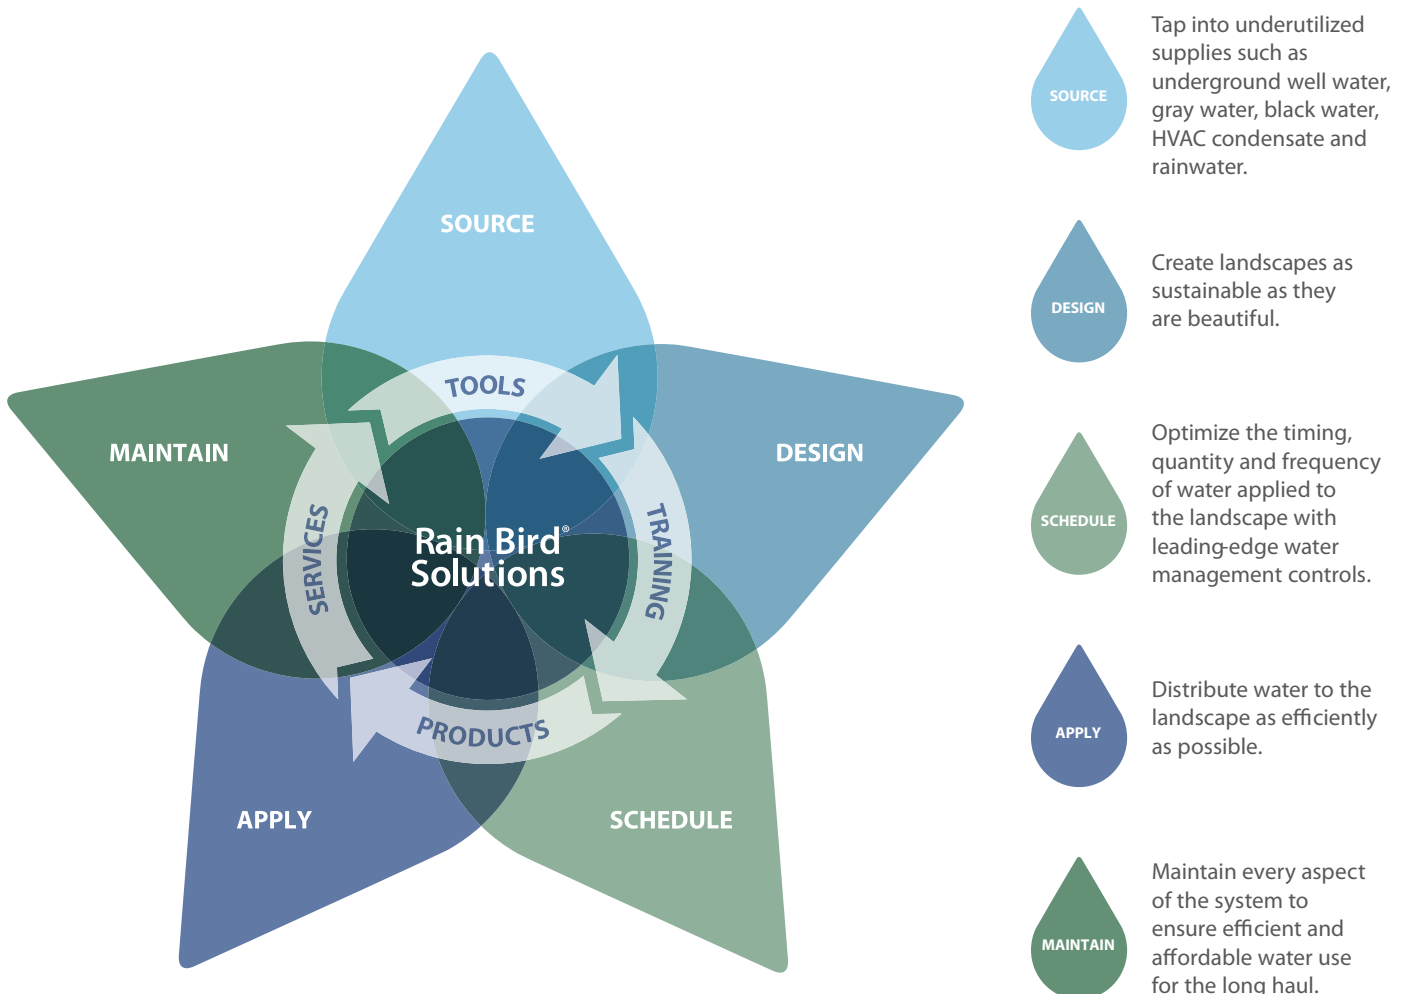 SOURCE
MAINTAIN
DESIGN
APPLY
SCHEDULE
TOOLS
TRAINING
PRODUCTS
SERVICES
Rain Bird®
Solutions
SOURCE
Tap into underutilized
supplies such as
underground well water,
gray water, black water,
HVAC condensate and
rainwater.
DESIGN
Create landscapes as
sustainable as they
are beautiful.
SCHEDULE
Optimize the timing,
quantity and frequency
of water applied to
the landscape with
leading-edge water
management controls.
APPLY
Distribute water to the
landscape as efficiently
as possible.
MAINTAIN
Maintain every aspect
of the system to
ensure efficient and
affordable water use
for the long haul.